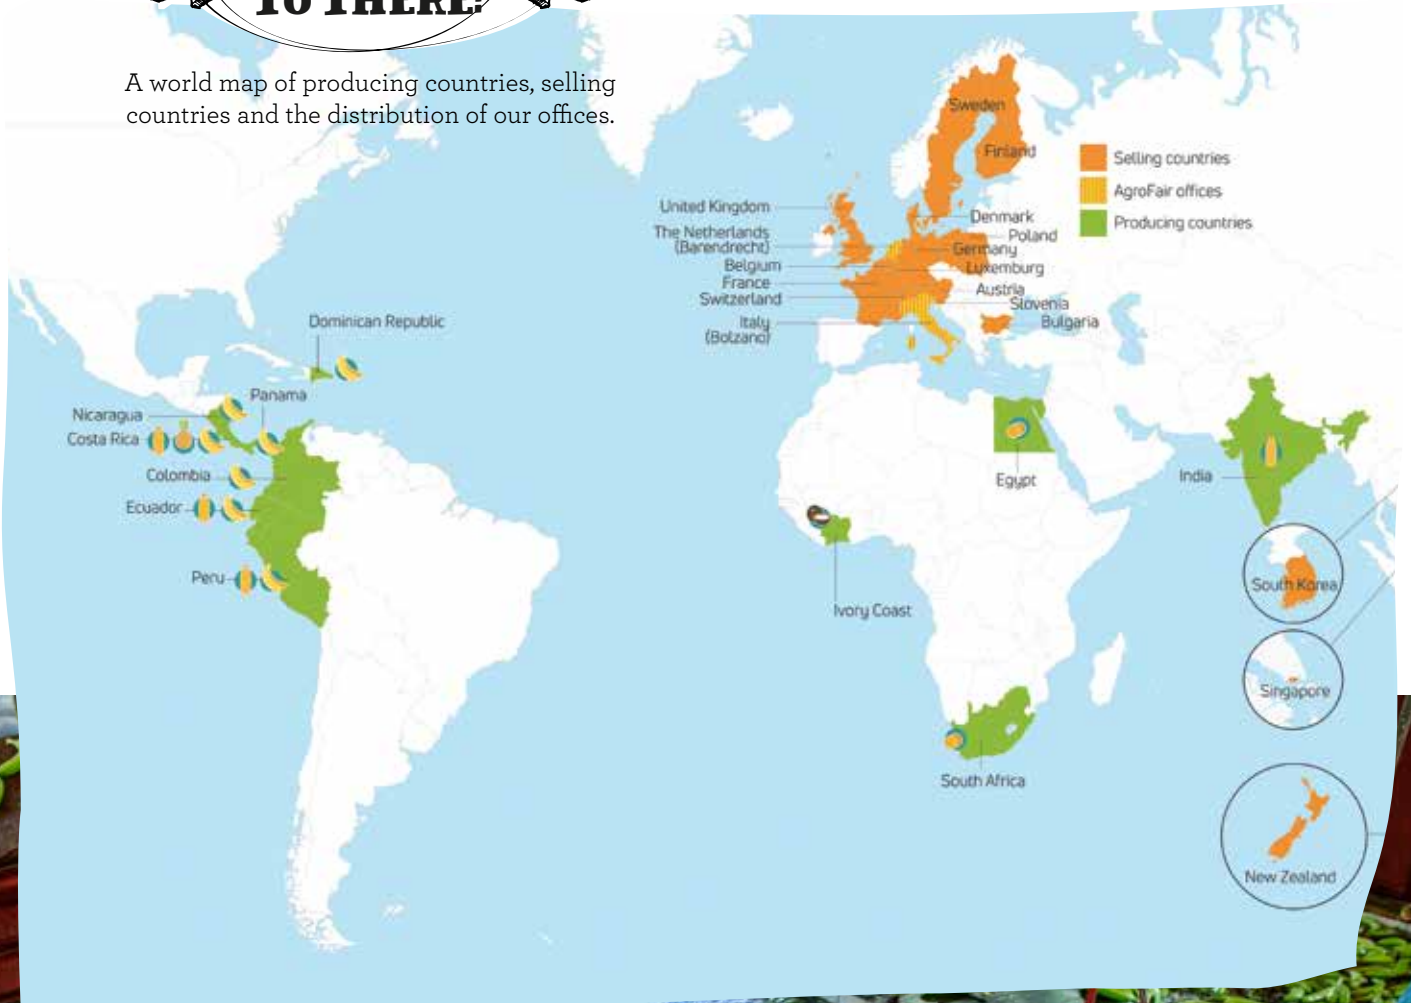 TO THERE!
A world map of producing countries, selling
countries and the distribution of our offices.
Sweden
Finland
Selling countries
AgroFair offices
Producing countries
United Kingdom
The Netherlands
(Barendrecht)
Belgium
France
Switzerland
Italy
(Bolzano)
Denmark
Poland
Germany
Luxemburg
Austria
Slovenia
Bulgaria
Dominican Republic
Panama
Nicaragua
Costa Rica
Colombia
Ecuador
Peru
Egypt
India
Ivory Coast
South Africa
South Korea
Singapore
New Zealand